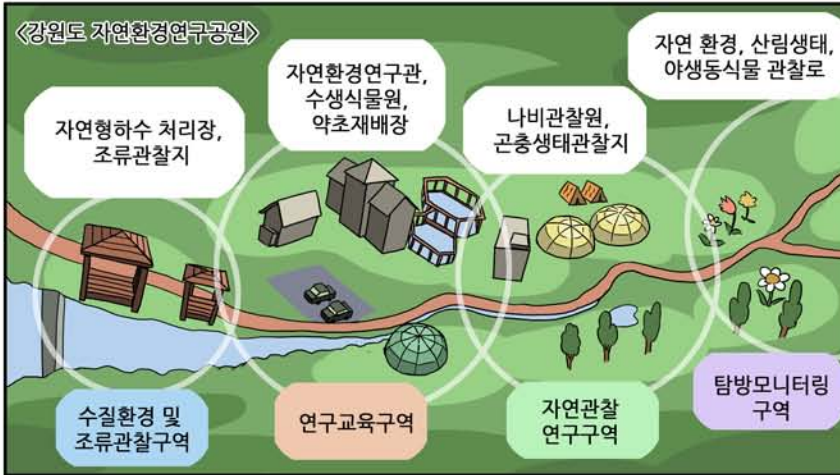 <강원도 자연환경연구공원>
자연형하수 처리장,
조류관찰지
자연환경연구관,
수생식물원,
약초재배장
나비관찰원,
곤충생태관찰지
자연 환경, 산림생태,
야생동식물 관찰로
수질환경 및
조류관찰구역
연구교육구역
자연관찰
연구구역
탐방모니터링
구역